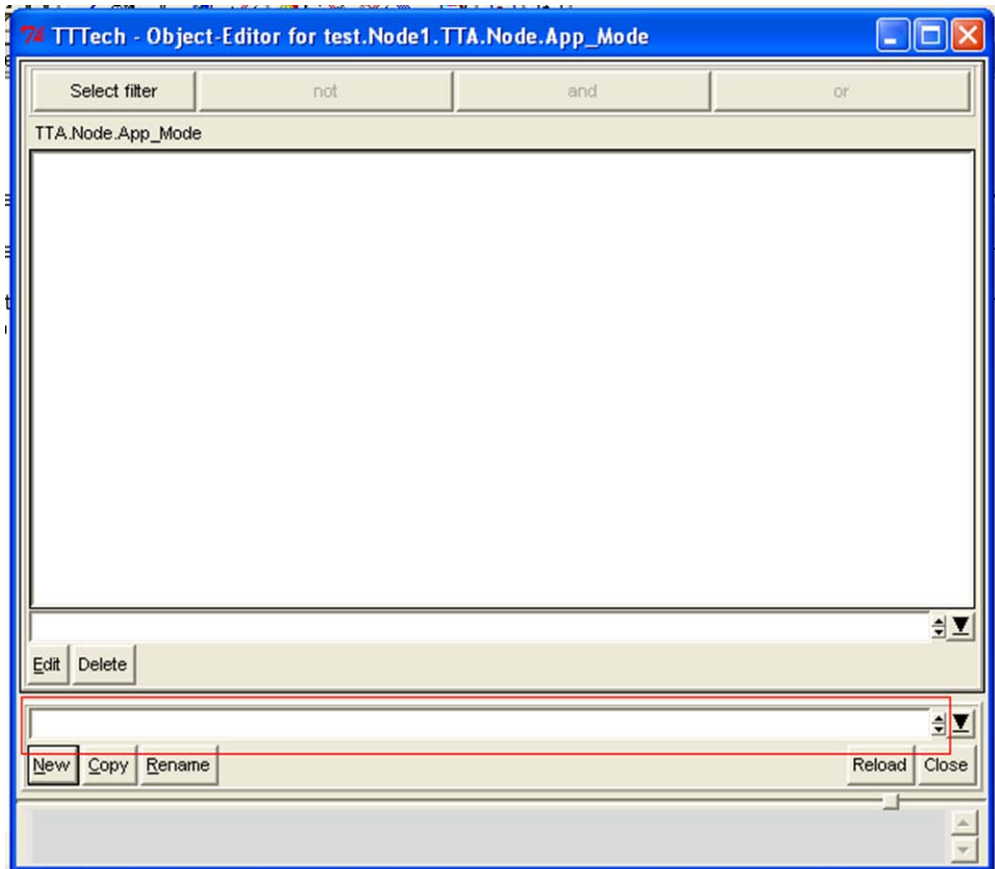 TTTech - Object-Editor for test.Node1.TTA.Node.App_Mode
Select filter not and or
TTA.Node.App_Mode
Edit Delete
New Copy Rename Reload Close